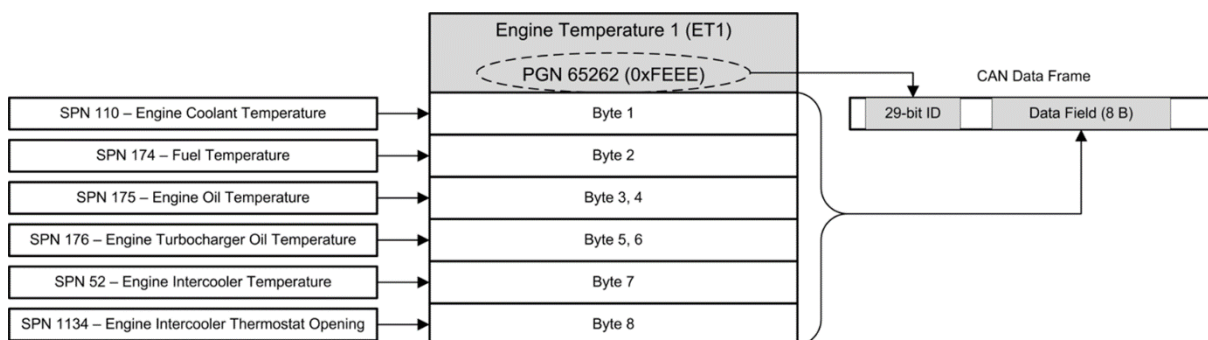 Engine Temperature 1 (ET1)
PGN 65262 (0xFEEE)
CAN Data Frame
SPN 110 – Engine Coolant Temperature
Byte 1
29-bit ID
Data Field (8 B)
SPN 174 – Fuel Temperature
Byte 2
SPN 175 – Engine Oil Temperature
Byte 3, 4
SPN 176 – Engine Turbocharger Oil Temperature
Byte 5, 6
SPN 52 – Engine Intercooler Temperature
Byte 7
SPN 1134 – Engine Intercooler Thermostat Opening
Byte 8